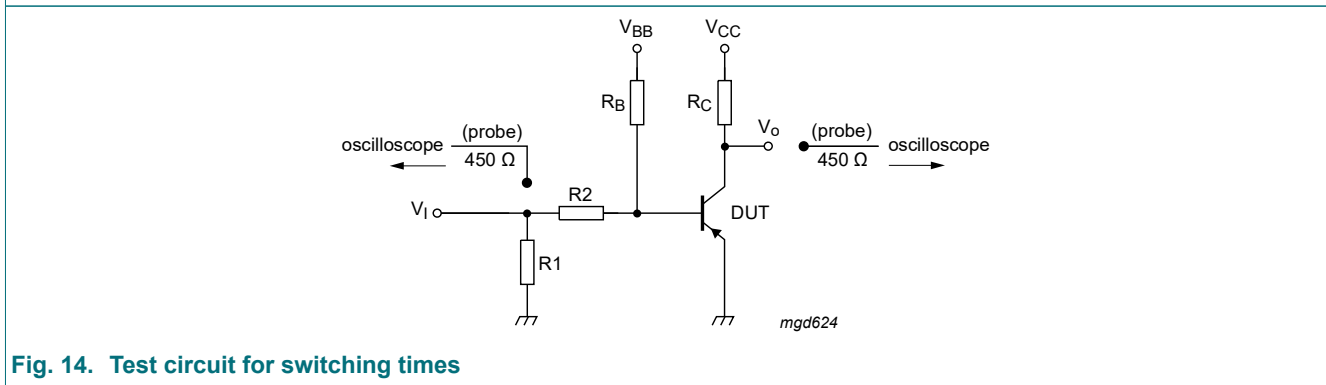 V_BB V_CC
R_B R_C
V_o
oscilloscope (probe) 450 Ω
(probe) 450 Ω oscilloscope
R2
V_I
DUT
R1
mgd624
Fig. 14. Test circuit for switching times